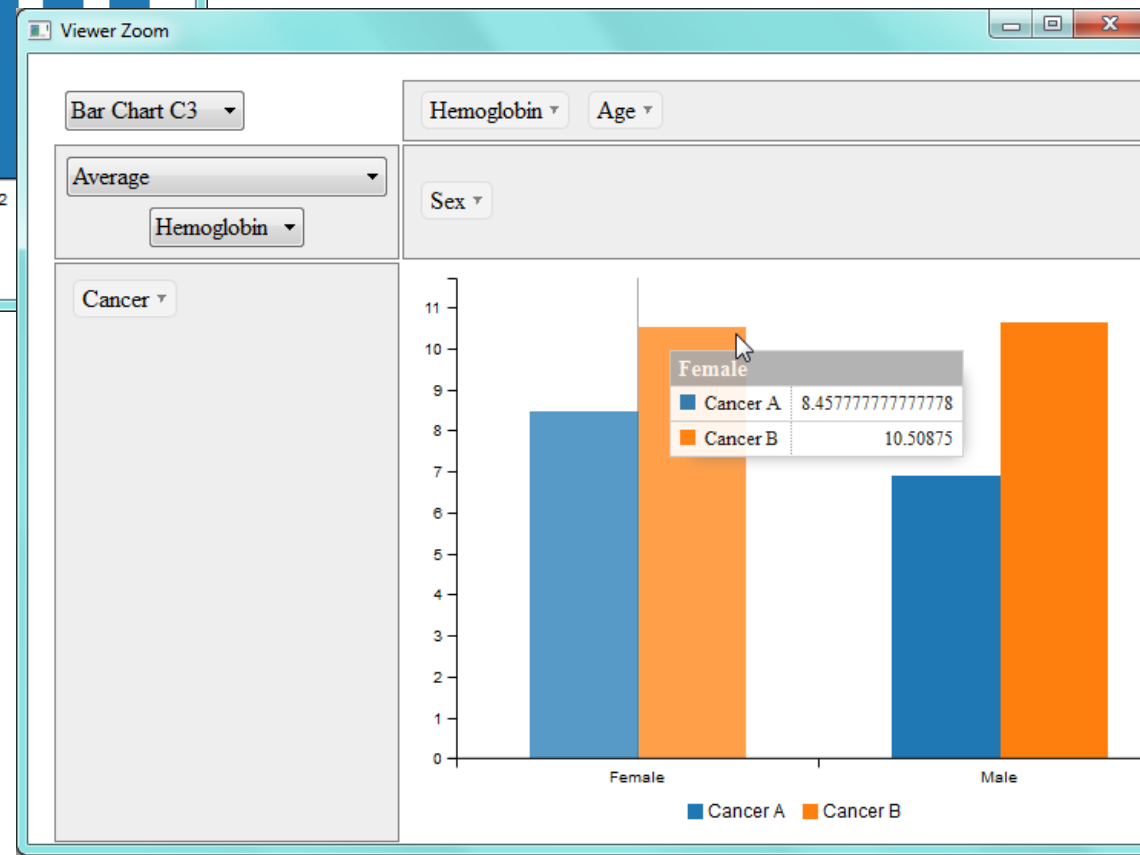 Viewer Zoom
Bar Chart C3
Hemoglobin Age
Average
Hemoglobin
Sex
2
Cancer
11
10
9
8
7
6
5
4
3
2
1
0
Female
Cancer A 8.457777777777778
Cancer B 10.50875
Female Male
Cancer A Cancer B